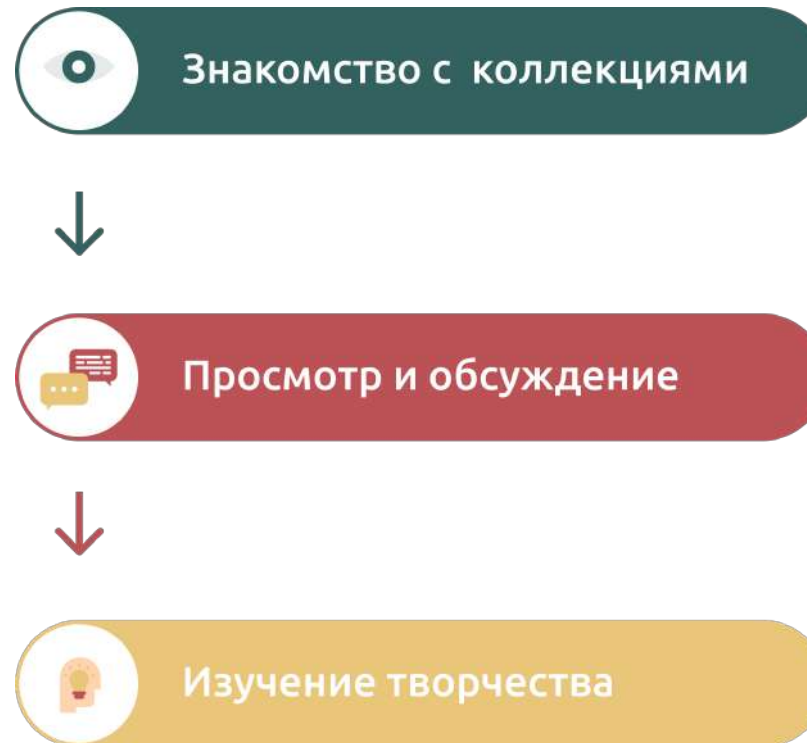 Знакомство с коллекциями
Просмотр и обсуждение
Изучение творчества